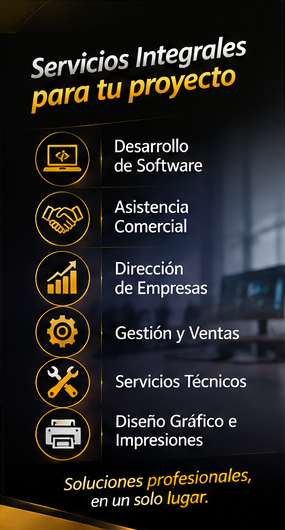 Servicios Integrales
para tu proyecto
</>
Desarrollo
de Software
Asistencia
Comercial
Dirección
de Empresas
Gestión y Ventas
Servicios Técnicos
Diseño Gráfico e
Impresiones
Soluciones profesionales,
en un solo lugar.